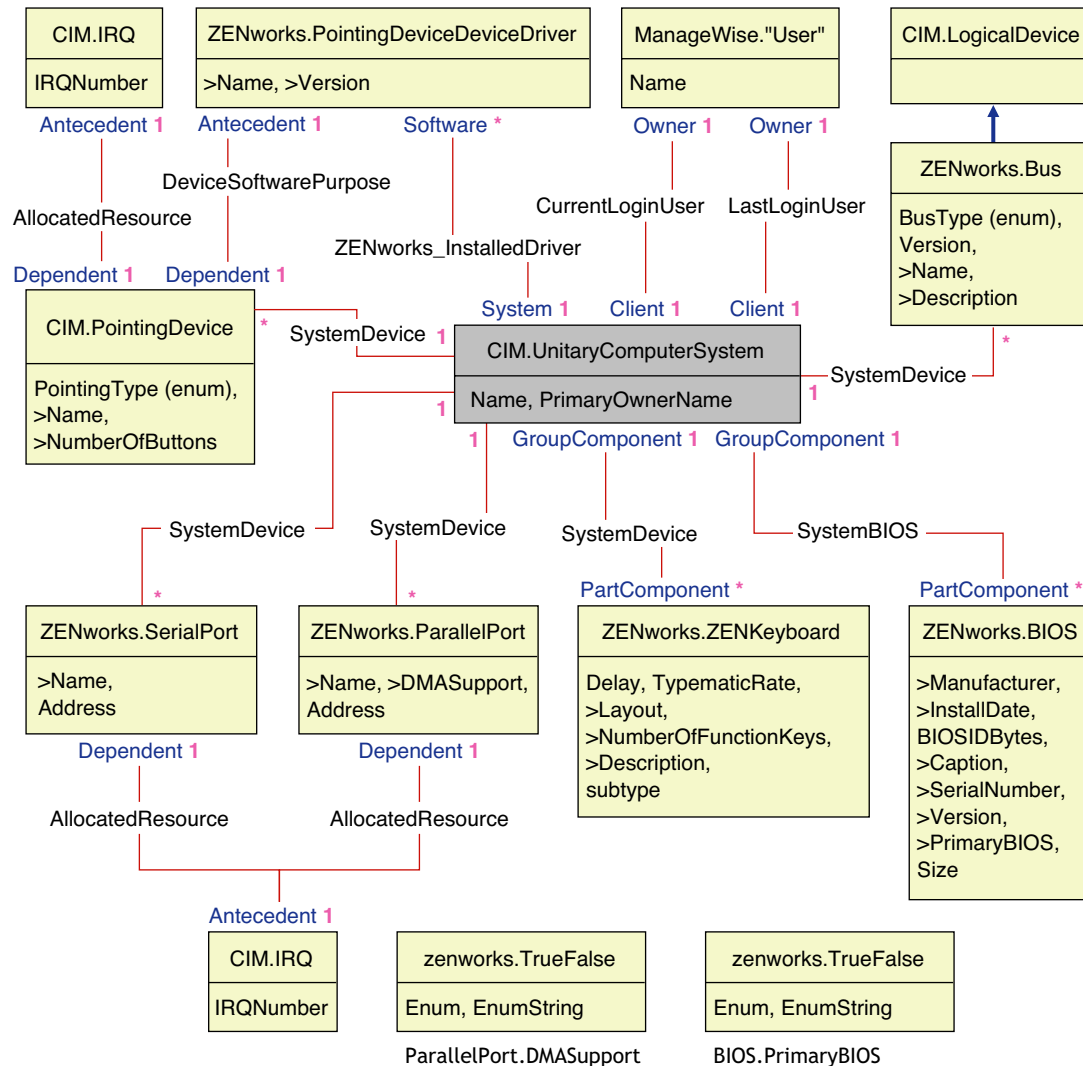 CIM.IRQ
IRQNumber
ZENworks.PointingDeviceDeviceDriver
>Name, >Version
ManageWise."User"
Name
CIM.LogicalDevice
Antecedent 1
Antecedent 1
Software *
Owner 1
Owner 1
DeviceSoftwarePurpose
AllocatedResource
CurrentLoginUser
LastLoginUser
ZENworks_InstalledDriver
ZENworks.Bus
BusType (enum),
Version,
>Name,
>Description
Dependent 1
Dependent 1
System 1
Client 1
Client 1
CIM.PointingDevice
PointingType (enum),
>Name,
>NumberOfButtons
*
SystemDevice
1
CIM.UnitaryComputerSystem
Name, PrimaryOwnerName
*
SystemDevice
1
1
1
GroupComponent 1
GroupComponent 1
SystemDevice
SystemDevice
SystemDevice
SystemBIOS
*
*
PartComponent *
PartComponent *
ZENworks.SerialPort
>Name,
Address
ZENworks.ParallelPort
>Name, >DMASupport,
Address
ZENworks.ZENKeyboard
Delay, TypematicRate,
>Layout,
>NumberOfFunctionKeys,
>Description,
subtype
ZENworks.BIOS
>Manufacturer,
>InstallDate,
BIOSIDBytes,
>Caption,
>SerialNumber,
>Version,
>PrimaryBIOS,
Size
Dependent 1
Dependent 1
AllocatedResource
AllocatedResource
Antecedent 1
CIM.IRQ
IRQNumber
zenworks.TrueFalse
Enum, EnumString
ParallelPort.DMASupport
zenworks.TrueFalse
Enum, EnumString
BIOS.PrimaryBIOS